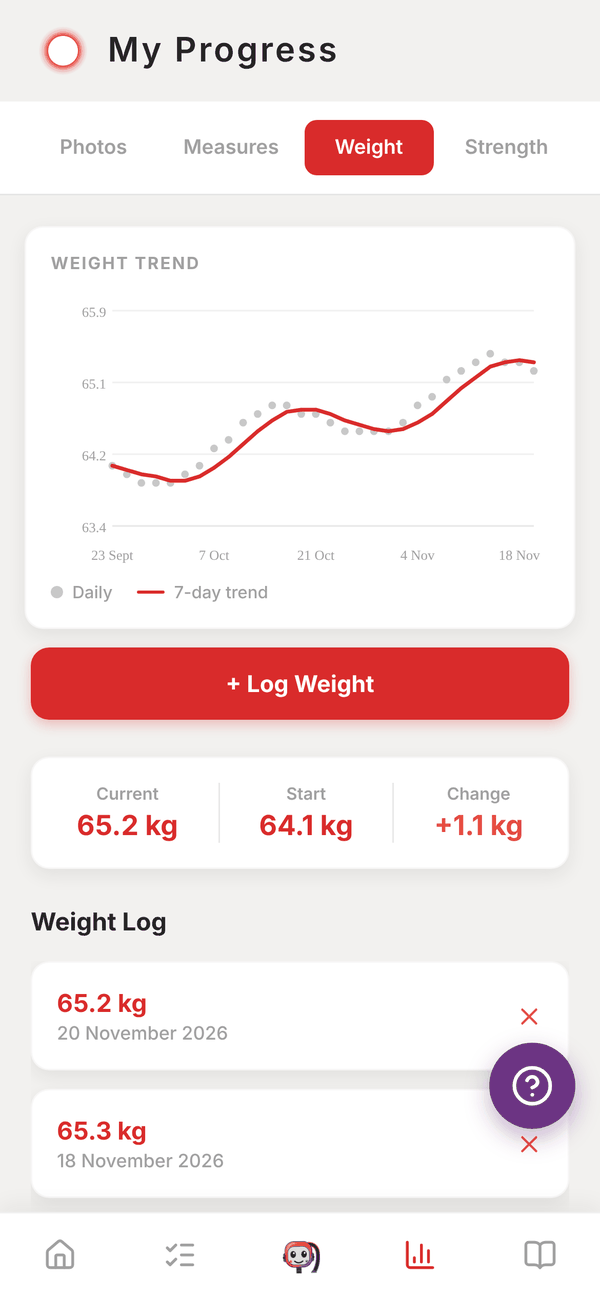 My Progress
Photos Measures Weight Strength
WEIGHT TREND
65.9
65.1
64.2
63.4
23 Sept 7 Oct 21 Oct 4 Nov 18 Nov
Daily 7-day trend
+ Log Weight
Current Start Change
65.2 kg 64.1 kg +1.1 kg
Weight Log
65.2 kg
20 November 2026
65.3 kg
18 November 2026